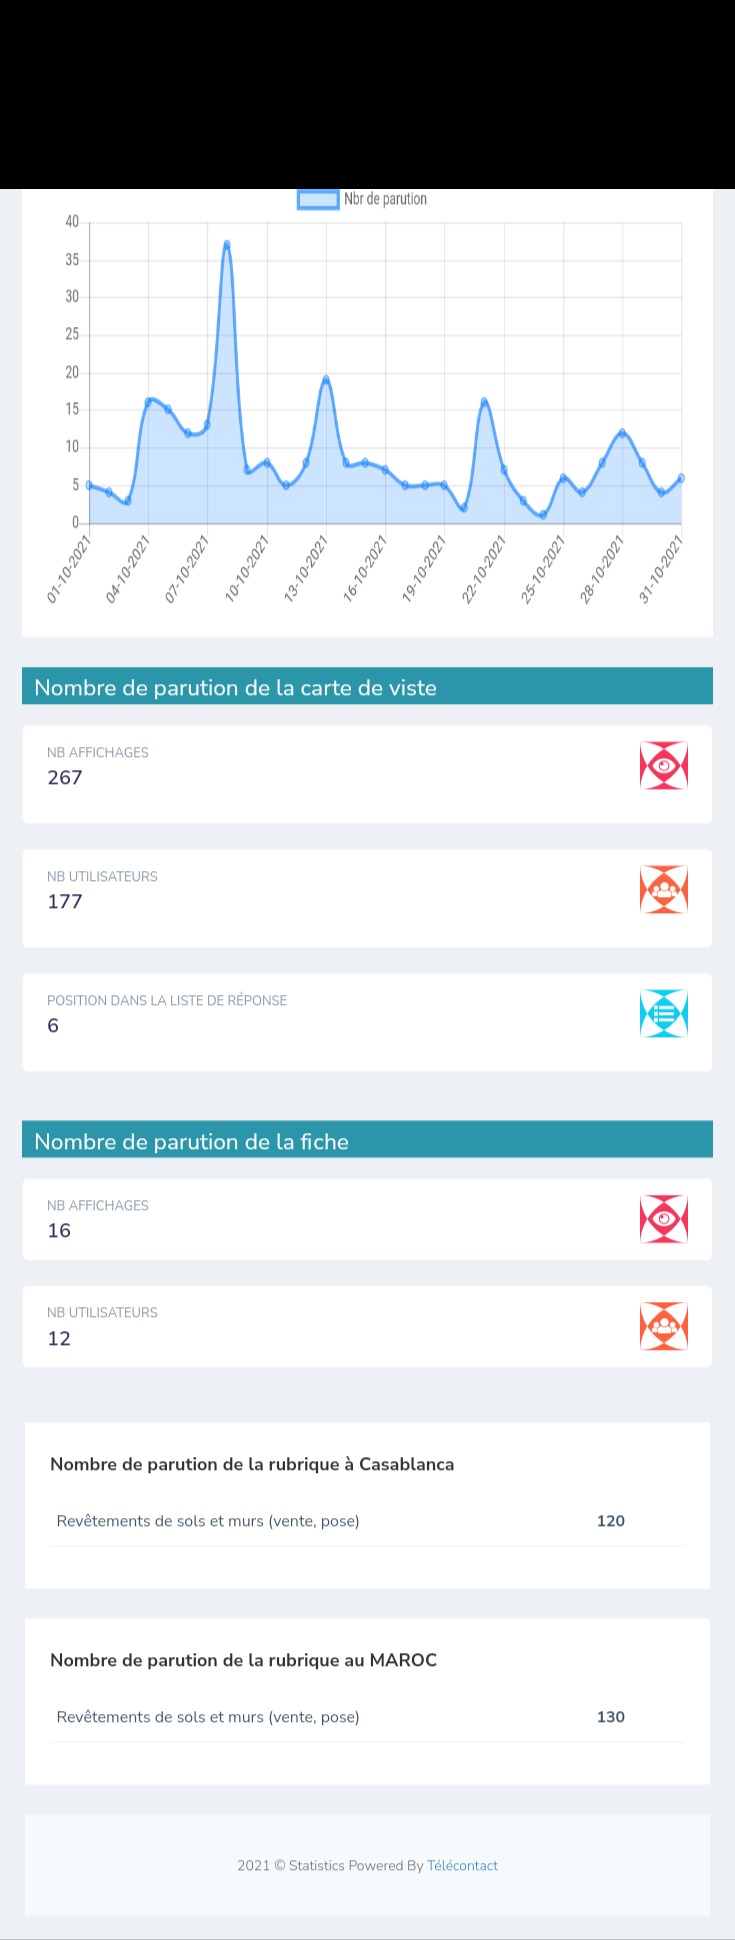 Nbr de parution
40
35
30
25
20
15
10
5
0
01-10-2021
04-10-2021
07-10-2021
10-10-2021
13-10-2021
16-10-2021
19-10-2021
22-10-2021
25-10-2021
28-10-2021
31-10-2021
Nombre de parution de la carte de viste
NB AFFICHAGES
267
NB UTILISATEURS
177
POSITION DANS LA LISTE DE RÉPONSE
6
Nombre de parution de la fiche
NB AFFICHAGES
16
NB UTILISATEURS
12
Nombre de parution de la rubrique à Casablanca
Revêtements de sols et murs (vente, pose) 120
Nombre de parution de la rubrique au MAROC
Revêtements de sols et murs (vente, pose) 130
2021 © Statistics Powered By Télécontact